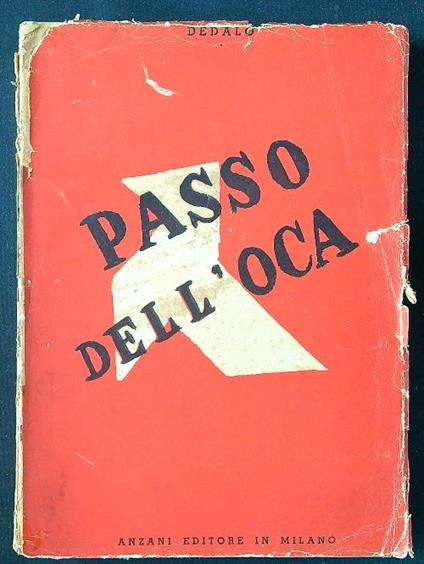 DEDALO
PASSO
DELL'OCA
ANZANI EDITORE IN MILANO